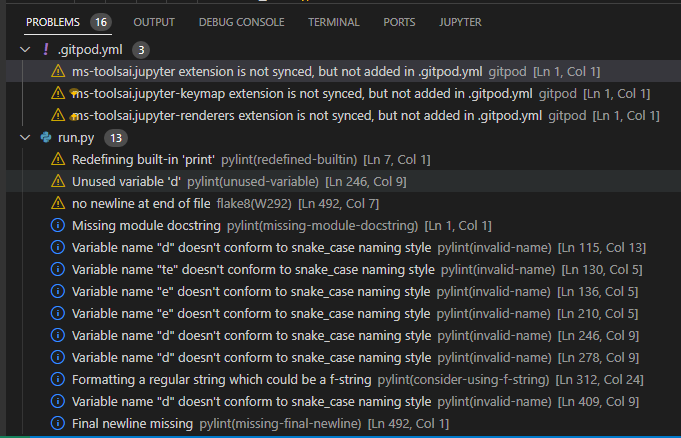 PROBLEMS 16 OUTPUT DEBUG CONSOLE TERMINAL PORTS JUPYTER
! .gitpod.yml 3
ms-toolsai.jupyter extension is not synced, but not added in .gitpod.yml gitpod [Ln 1, Col 1]
ms-toolsai.jupyter-keymap extension is not synced, but not added in .gitpod.yml gitpod [Ln 1, Col 1]
ms-toolsai.jupyter-renderers extension is not synced, but not added in .gitpod.yml gitpod [Ln 1, Col 1]
run.py 13
Redefining built-in 'print' pylint(redefined-builtin) [Ln 7, Col 1]
Unused variable 'd' pylint(unused-variable) [Ln 246, Col 9]
no newline at end of file flake8(W292) [Ln 492, Col 7]
Missing module docstring pylint(missing-module-docstring) [Ln 1, Col 1]
Variable name "d" doesn't conform to snake_case naming style pylint(invalid-name) [Ln 115, Col 13]
Variable name "te" doesn't conform to snake_case naming style pylint(invalid-name) [Ln 130, Col 5]
Variable name "e" doesn't conform to snake_case naming style pylint(invalid-name) [Ln 136, Col 5]
Variable name "e" doesn't conform to snake_case naming style pylint(invalid-name) [Ln 210, Col 5]
Variable name "d" doesn't conform to snake_case naming style pylint(invalid-name) [Ln 246, Col 9]
Variable name "d" doesn't conform to snake_case naming style pylint(invalid-name) [Ln 278, Col 9]
Formatting a regular string which could be a f-string pylint(consider-using-f-string) [Ln 312, Col 24]
Variable name "d" doesn't conform to snake_case naming style pylint(invalid-name) [Ln 409, Col 9]
Final newline missing pylint(missing-final-newline) [Ln 492, Col 1]